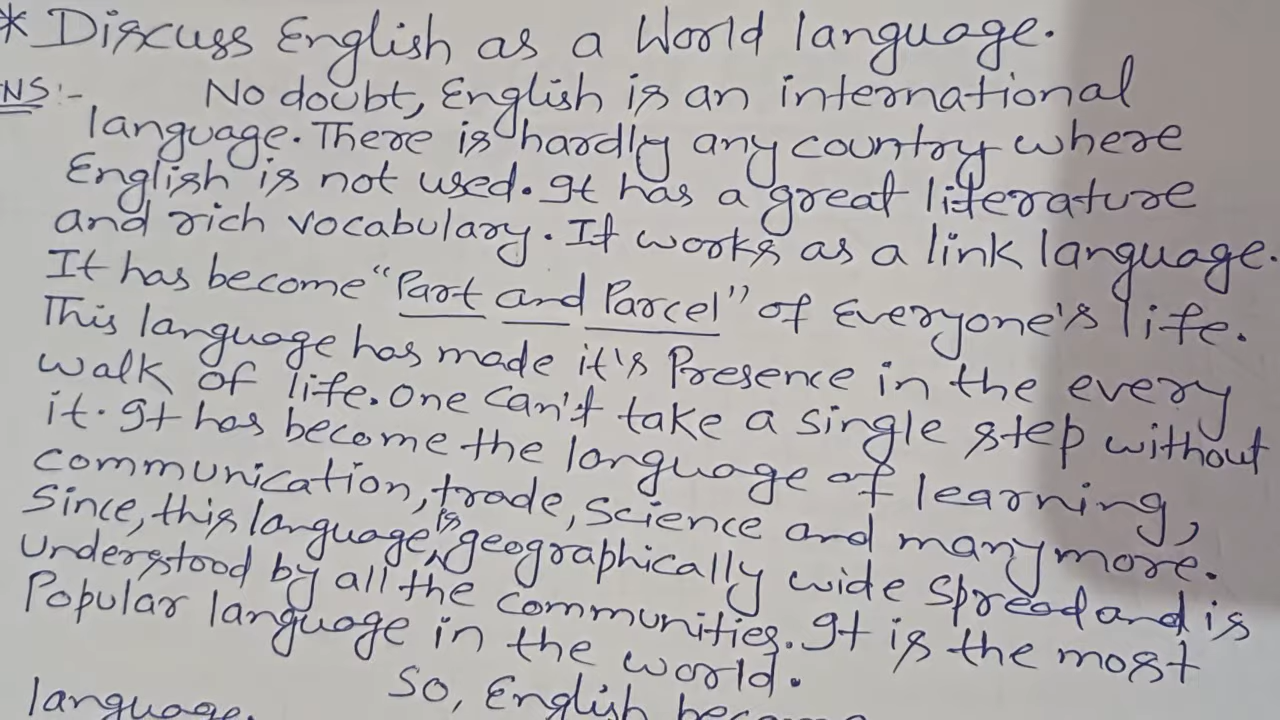 * Discuss English as a World language.
NS:- No doubt, English is an international
language. There is hardly any country where
English is not used. It has a great literature
and rich vocabulary. It works as a link language.
It has become "Part and Parcel" of Everyone's life.
This language has made it's Presence in the every
walk of life. One can't take a single step without
it. It has become the language of learning,
communication, trade, science and many more.
Since, this language, is geographically wide spread and is
understood by all the communities. It is the most
Popular language in the world.
So, English
language.